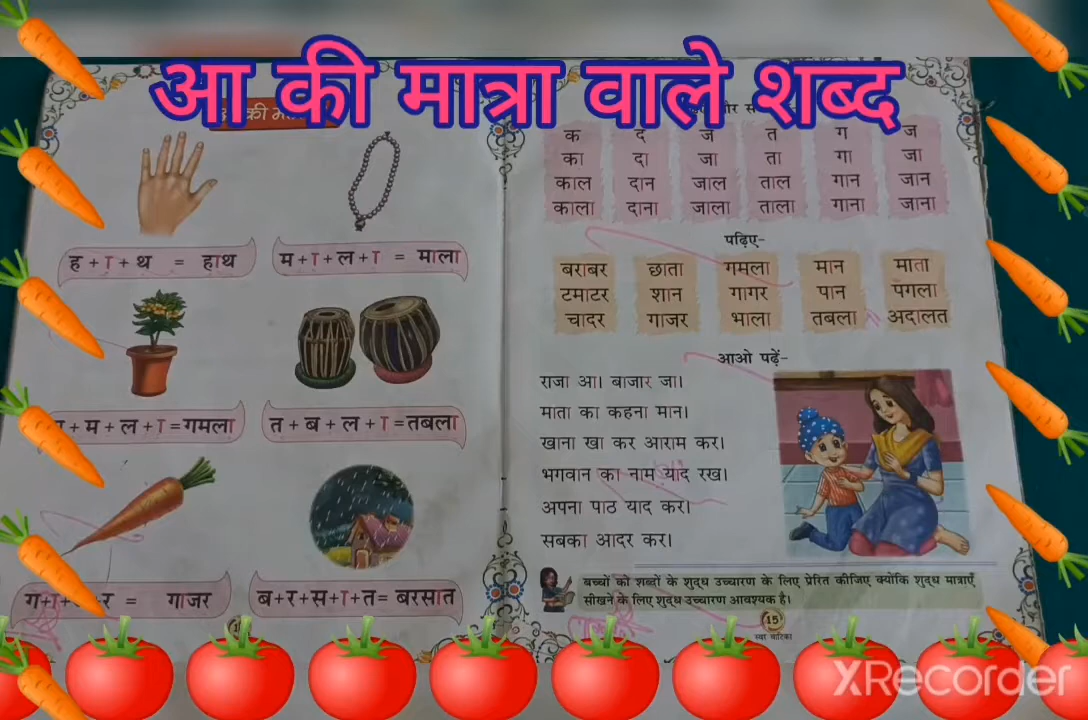 आ की मात्रा वाले शब्द
ह + ा + थ = हाथ
म + ा + ल + ा = माला
+ म + ल + ा = गमला
त + ब + ल + ा = तबला
ग + ा + र = गाजर
ब + र + स + ा + त = बरसात
क द ज त ग ज
का दा जा ता गा जा
काल दान जाल ताल गान जान
काला दाना जाला ताला गाना जाना
पढ़िए-
बराबर छाता गमला मान माता
टमाटर शान गागर पान पगला
चादर गाजर भाला तबला अदालत
आओ पढ़ें-
राजा आ। बाजार जा।
माता का कहना मान।
खाना खा कर आराम कर।
भगवान का नाम याद रख।
अपना पाठ याद कर।
सबका आदर कर।
बच्चों को शब्दों के शुद्ध उच्चारण के लिए प्रेरित कीजिए क्योंकि शुद्ध मात्राएँ
सीखने के लिए शुद्ध उच्चारण आवश्यक है।
15
स्वर वाटिका
XRecorder